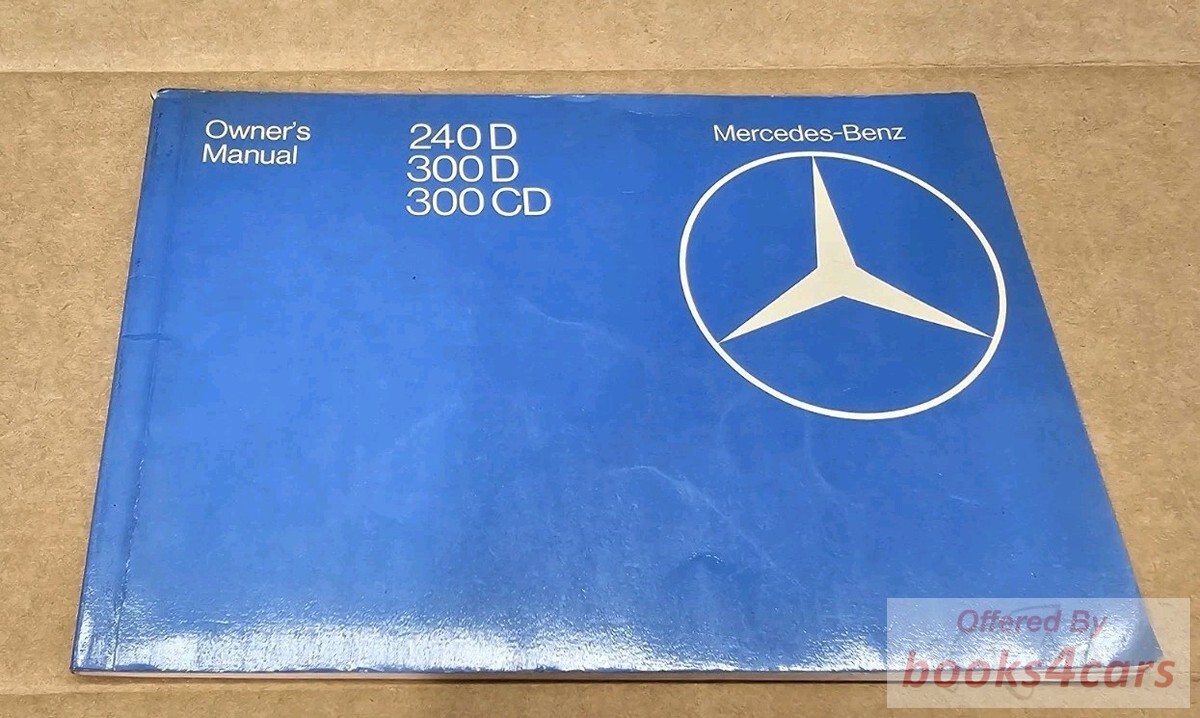 Owner's
Manual
240 D
300 D
300 CD
Mercedes-Benz
Offered By
books4cars